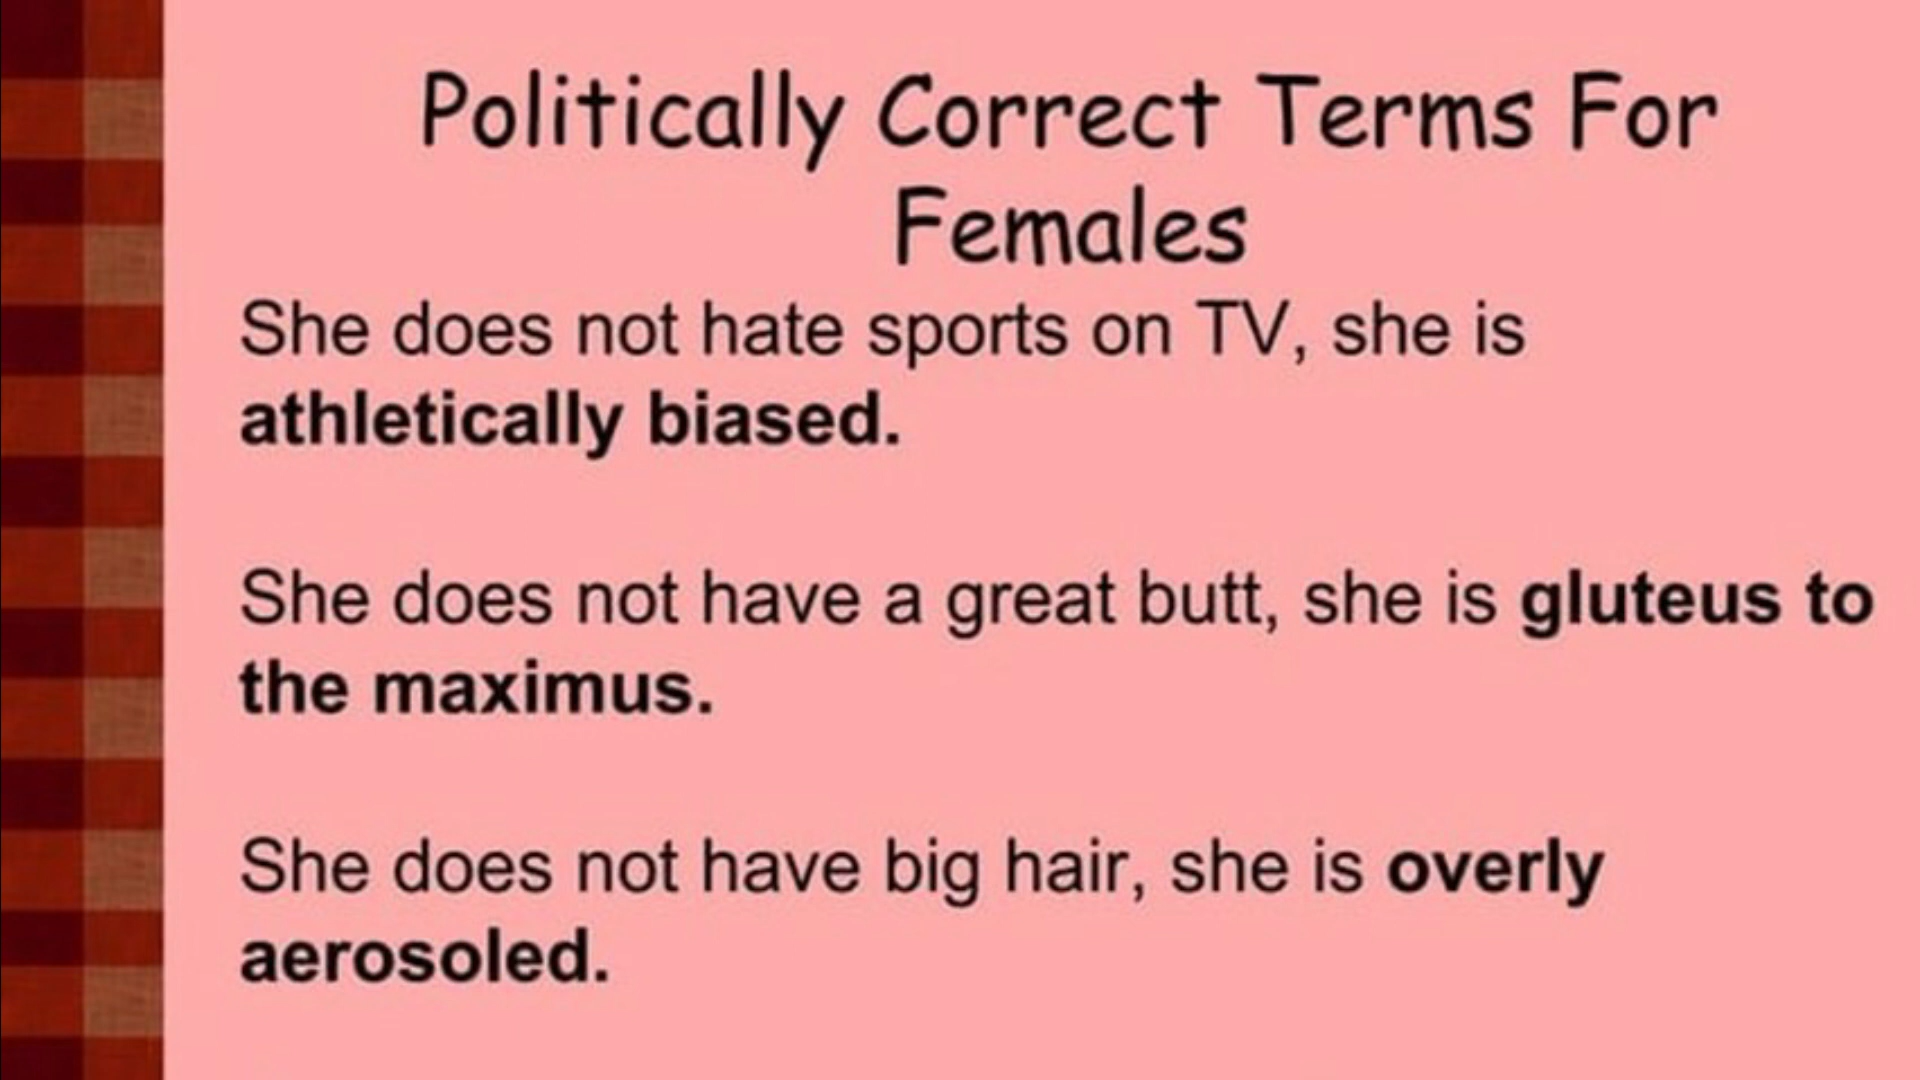 Politically Correct Terms For
Females
She does not hate sports on TV, she is
athletically biased.
She does not have a great butt, she is gluteus to
the maximus.
She does not have big hair, she is overly
aerosoled.